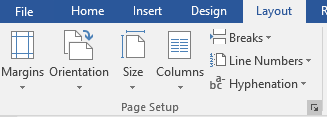 File Home Insert Design Layout R
Breaks
Line Numbers
Hyphenation
Margins Orientation Size Columns
Page Setup